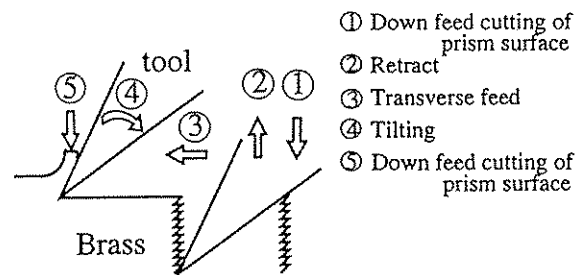 tool
⑤
④
③
②
①
Brass
① Down feed cutting of
prism surface
② Retract
③ Transverse feed
④ Tilting
⑤ Down feed cutting of
prism surface